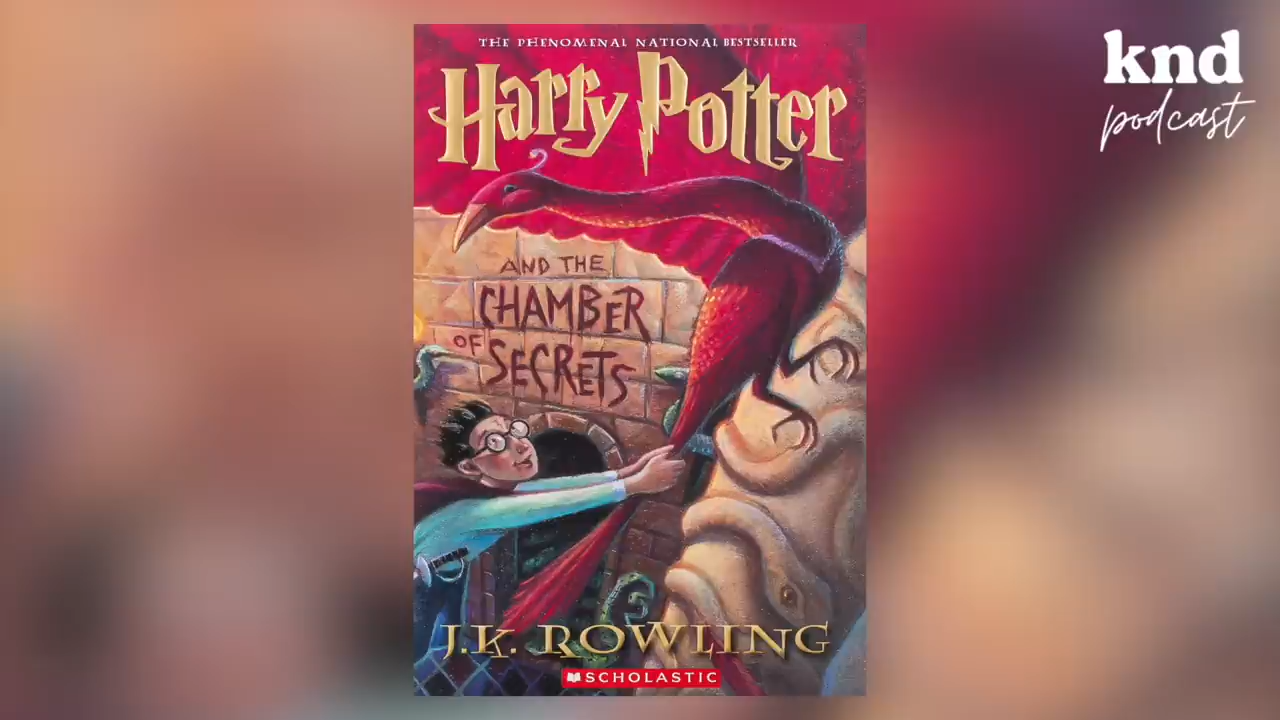 THE PHENOMENAL NATIONAL BESTSELLER
Harry Potter
AND THE
CHAMBER
OF SECRETS
J.K. ROWLING
SCHOLASTIC
knd
podcast